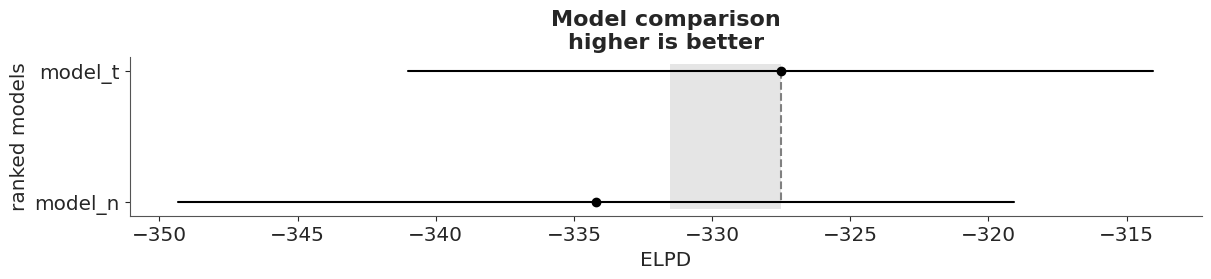 Model comparison
higher is better
ranked models
model_t
model_n
−350 −345 −340 −335 −330 −325 −320 −315
ELPD